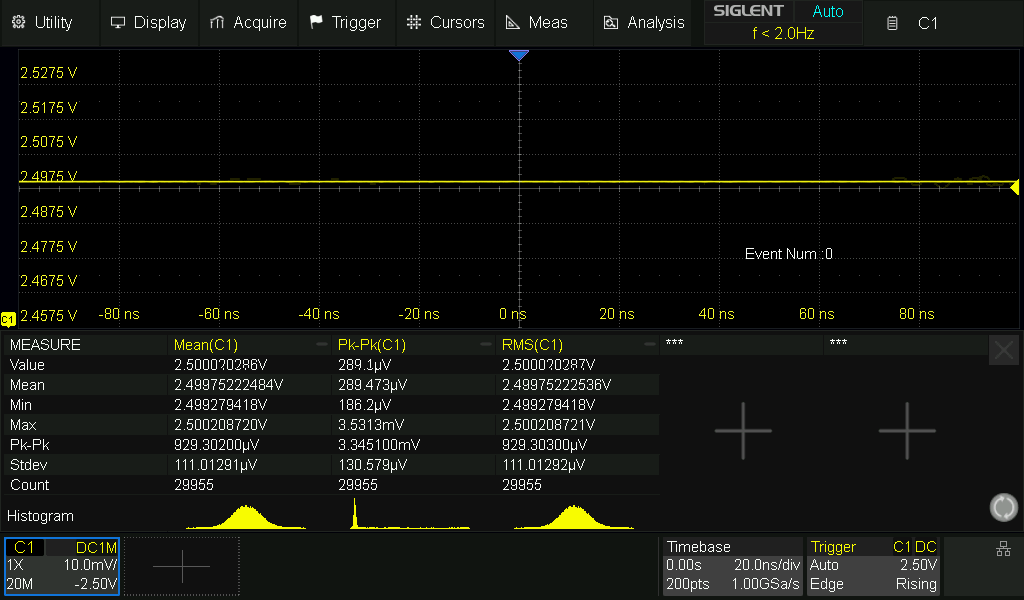 Utility Display Acquire Trigger Cursors Meas Analysis SIGLENT Auto C1
f < 2.0Hz
2.5275 V
2.5175 V
2.5075 V
2.4975 V
2.4875 V
2.4775 V
Event Num :0
2.4675 V
C1 2.4575 V -80 ns -60 ns -40 ns -20 ns 0 ns 20 ns 40 ns 60 ns 80 ns
MEASURE Mean(C1) Pk-Pk(C1) RMS(C1) *** ***
Value 289.1µV
Mean 2.49975222484V 289.473µV 2.49975222536V
Min 2.499279418V 186.2µV 2.499279418V
Max 2.500208720V 3.5313mV 2.500208721V
Pk-Pk 929.30200µV 3.345100mV 929.30300µV
Stdev 111.01291µV 130.579µV 111.01292µV
Count 29955 29955 29955
Histogram
C1 DC1M
1X 10.0mV/
20M -2.50V
Timebase
0.00s 20.0ns/div
200pts 1.00GSa/s
Trigger C1 DC
Auto 2.50V
Edge Rising